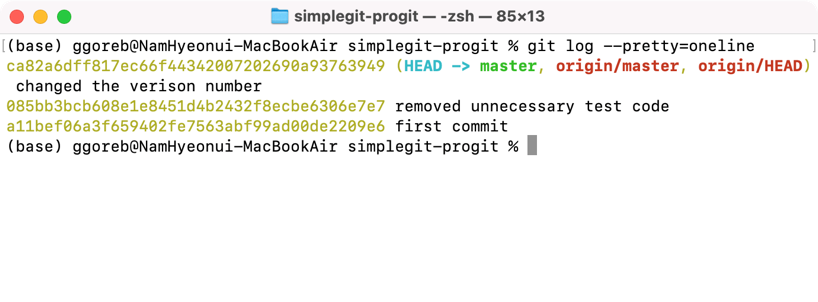 simplegit-progit — -zsh — 85×13
[(base) ggoreb@NamHyeonui-MacBookAir simplegit-progit % git log --pretty=oneline ]
ca82a6dff817ec66f44342007202690a93763949 (HEAD -> master, origin/master, origin/HEAD)
 changed the verison number
085bb3bcb608e1e8451d4b2432f8ecbe6306e7e7 removed unnecessary test code
a11bef06a3f659402fe7563abf99ad00de2209e6 first commit
(base) ggoreb@NamHyeonui-MacBookAir simplegit-progit %